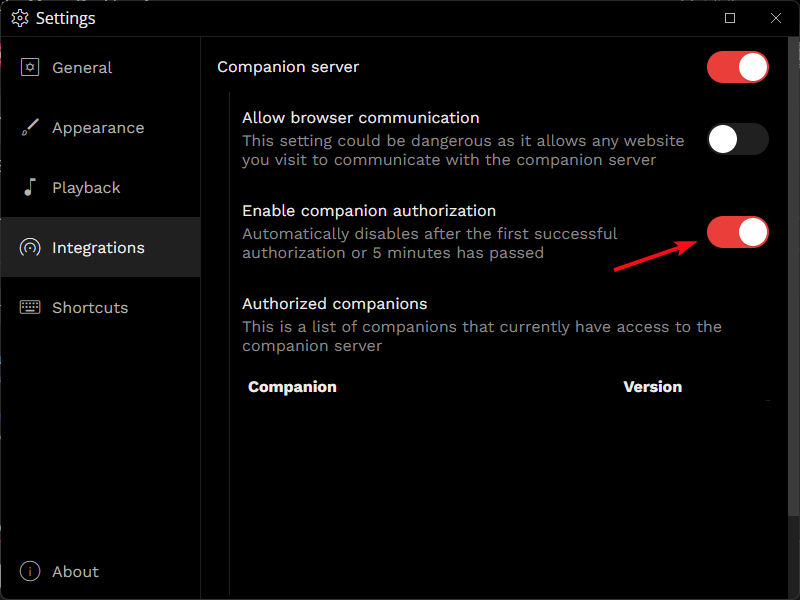 Settings
General
Appearance
Playback
Integrations
Shortcuts
About
Companion server
Allow browser communication
This setting could be dangerous as it allows any website
you visit to communicate with the companion server
Enable companion authorization
Automatically disables after the first successful
authorization or 5 minutes has passed
Authorized companions
This is a list of companions that currently have access to the
companion server
Companion Version